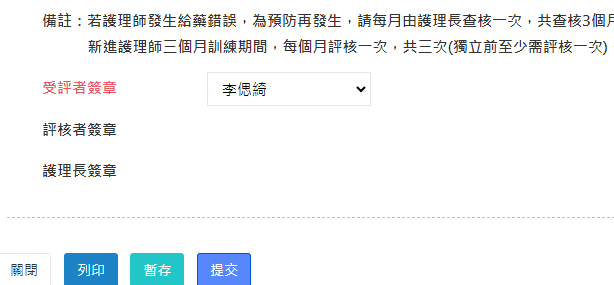 備註：若護理師發生給藥錯誤，為預防再發生，請每月由護理長查核一次，共查核3個月
新進護理師三個月訓練期間，每個月評核一次，共三次(獨立前至少需評核一次)
受評者簽章
李偲綺
評核者簽章
護理長簽章
關閉 列印 暫存 提交